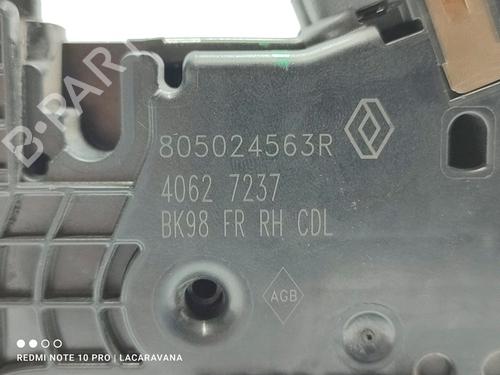 B-PARTS
805024563R
4062 7237
BK98 FR RH CDL
AGB
REDMI NOTE 10 PRO | LACARAVANA